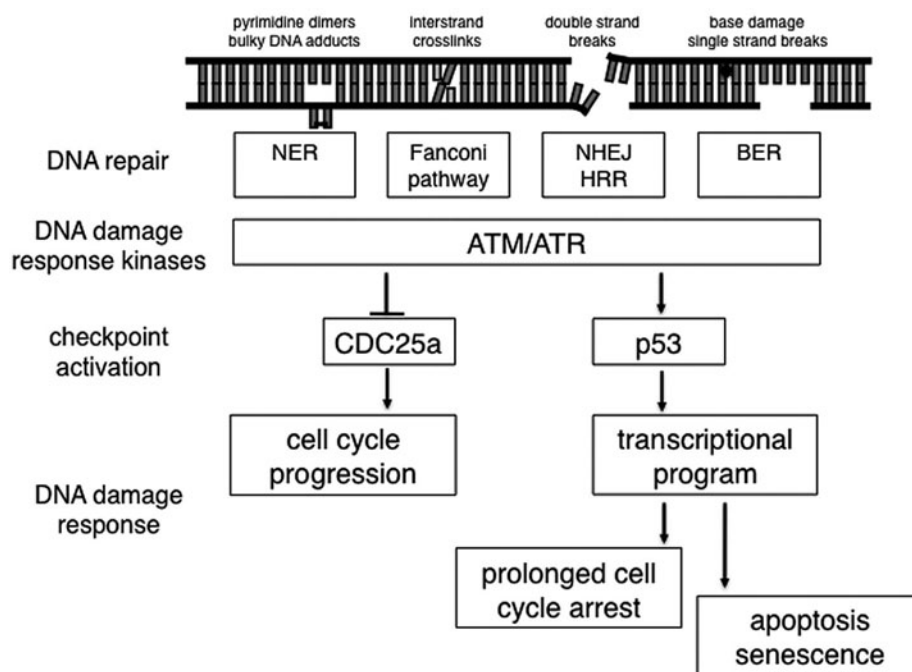 pyrimidine dimers
bulky DNA adducts
interstrand
crosslinks
double strand
breaks
base damage
single strand breaks
DNA repair
NER
Fanconi
pathway
NHEJ
HRR
BER
DNA damage
response kinases
ATM/ATR
checkpoint
activation
CDC25a
p53
DNA damage
response
cell cycle
progression
transcriptional
program
prolonged cell
cycle arrest
apoptosis
senescence